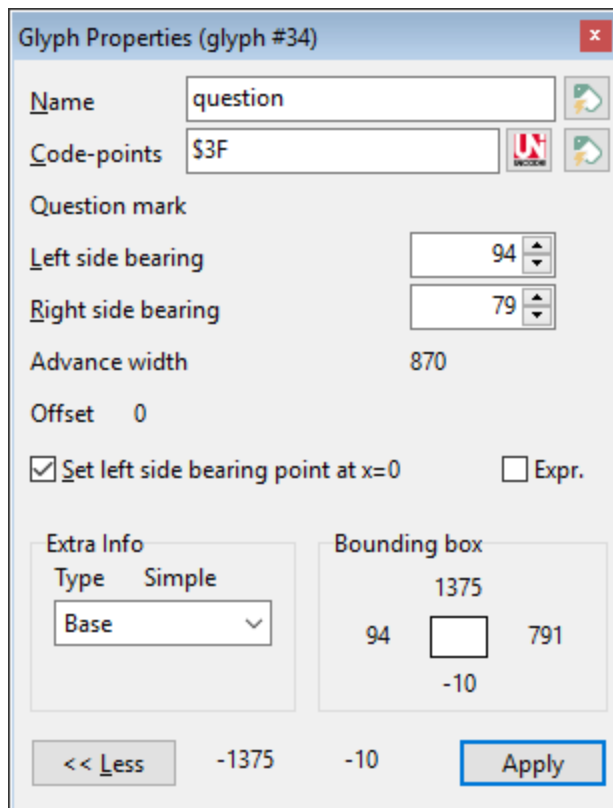 Glyph Properties (glyph #34)
x
Name question
Code-points $3F UN UNICODE
Question mark
Left side bearing 94
Right side bearing 79
Advance width 870
Offset 0
Set left side bearing point at x=0 Expr.
Extra Info
Type Simple
Base
Bounding box
1375
94 791
-10
<< Less -1375 -10 Apply